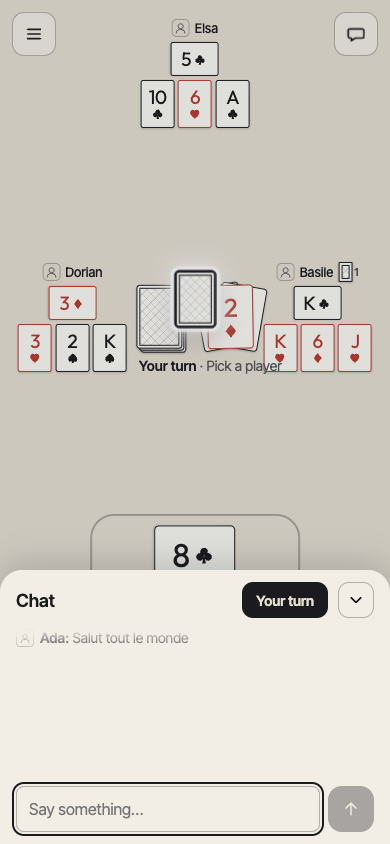 Elsa
5
10 6 A
Dorian
Basile 1
3
K
3 2 K
2
K 6 J
Your turn · Pick a player
8
Chat
Your turn
Ada: Salut tout le monde
Say something...